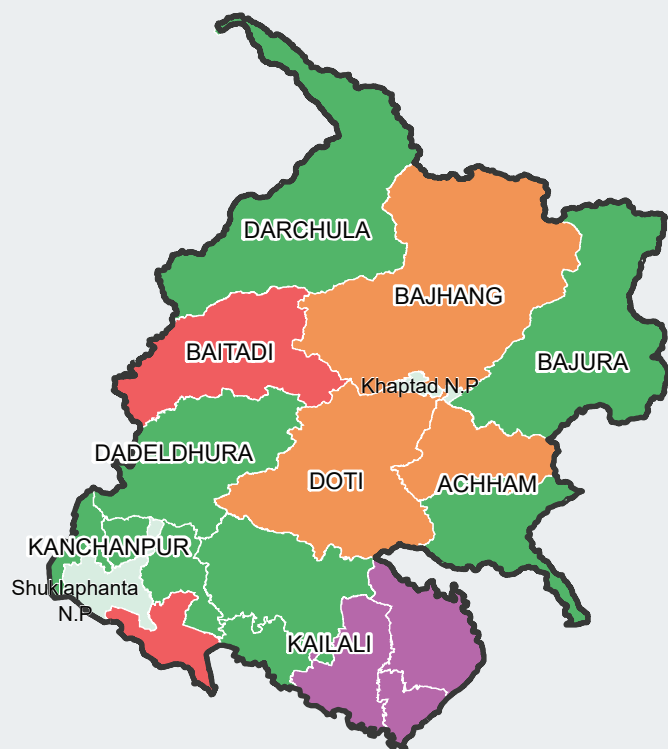 DARCHULA
BAJHANG
BAITADI
BAJURA
Khaptad N.P
DADELDHURA
DOTI
ACHHAM
KANCHANPUR
Shuklaphanta
N.P
KAILALI